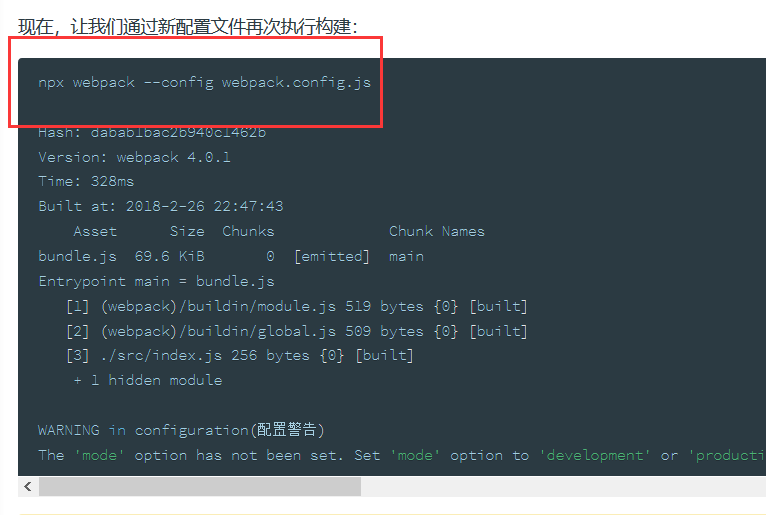 现在，让我们通过新配置文件再次执行构建：
npx webpack --config webpack.config.js
Hash: dabab1bac2b940c1462b
Version: webpack 4.0.1
Time: 328ms
Built at: 2018-2-26 22:47:43
Asset Size Chunks Chunk Names
bundle.js 69.6 KiB 0 [emitted] main
Entrypoint main = bundle.js
[1] (webpack)/buildin/module.js 519 bytes {0} [built]
[2] (webpack)/buildin/global.js 509 bytes {0} [built]
[3] ./src/index.js 256 bytes {0} [built]
+ 1 hidden module
WARNING in configuration(配置警告)
The 'mode' option has not been set. Set 'mode' option to 'development' or 'producti